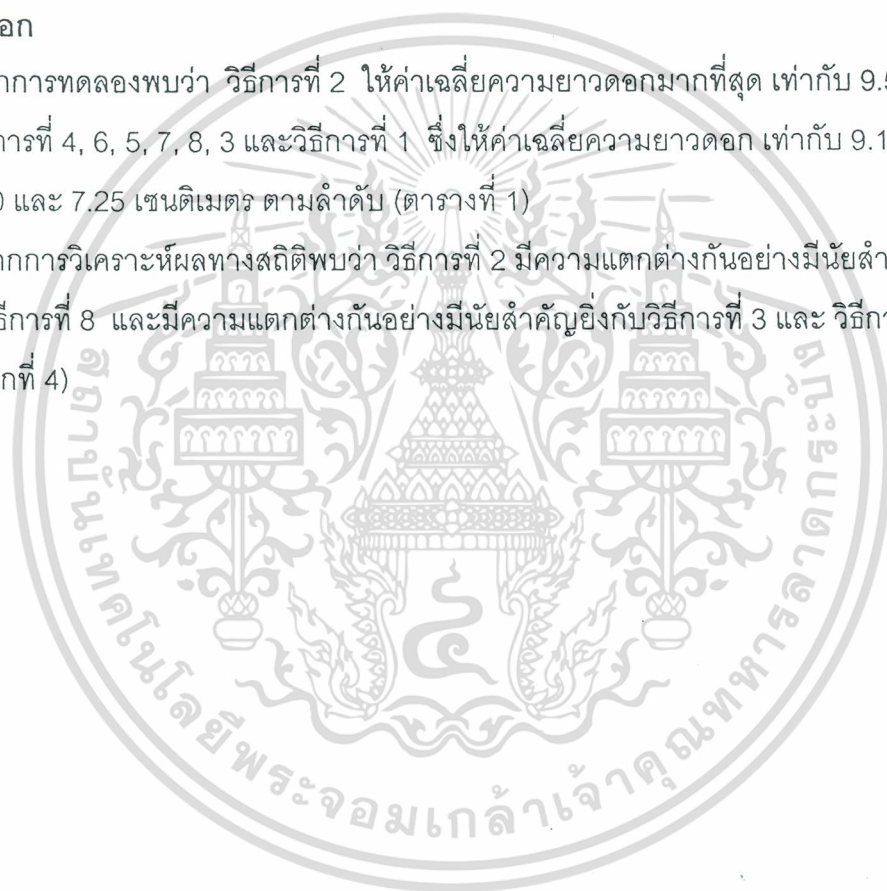 อก
าการทดลองพบว่า วิธีการที่ 2 ให้ค่าเฉลี่ยความยาวดอกมากที่สุด เท่ากับ 9.5
การที่ 4, 6, 5, 7, 8, 3 และวิธีการที่ 1 ซึ่งให้ค่าเฉลี่ยความยาวดอก เท่ากับ 9.1
0 และ 7.25 เซนติเมตร ตามลำดับ (ตารางที่ 1)
ากการวิเคราะห์ผลทางสถิติพบว่า วิธีการที่ 2 มีความแตกต่างกันอย่างมีนัยสำ
ธีการที่ 8 และมีความแตกต่างกันอย่างมีนัยสำคัญยิ่งกับวิธีการที่ 3 และ วิธีกา
กที่ 4)
สถาบันเทคโนโลยีพระจอมเกล้าเจ้าคุณทหารลาดกระบัง